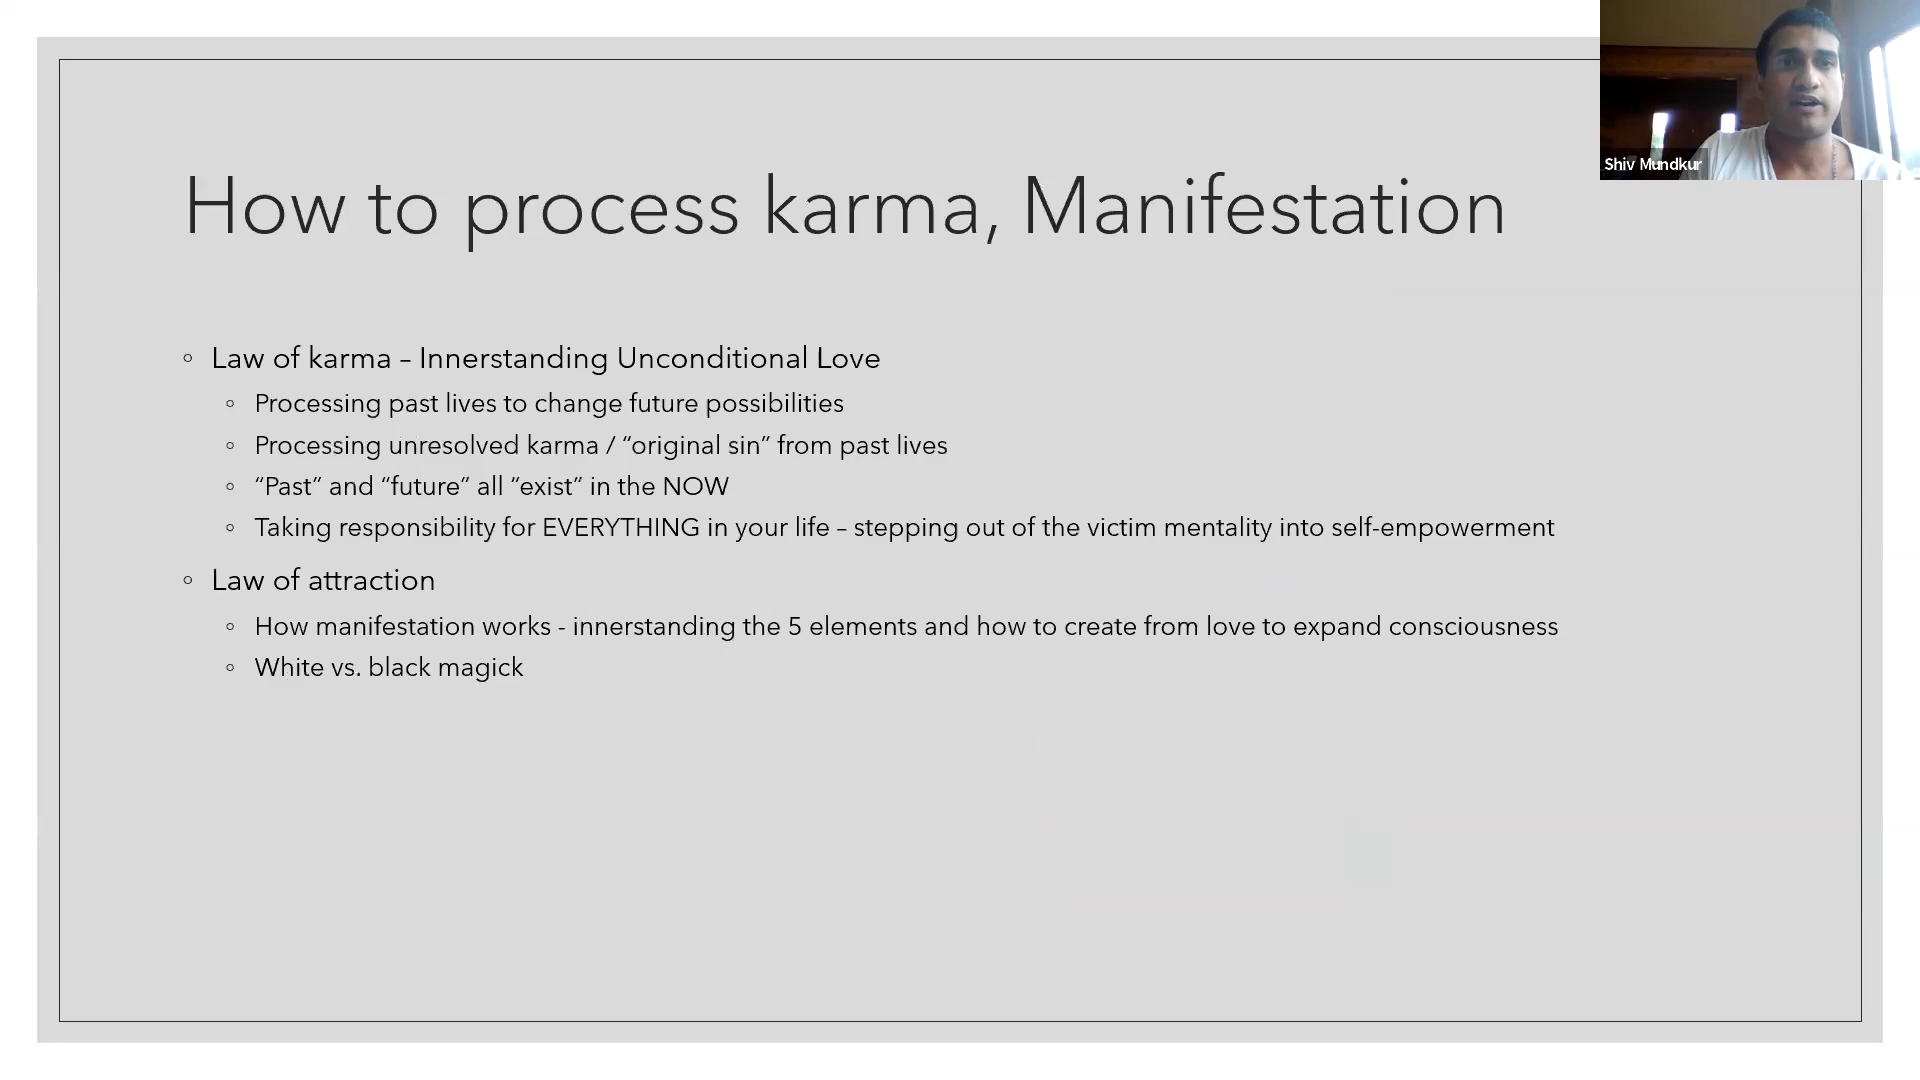 Shiv Mundkur
How to process karma, Manifestation
◦ Law of karma – Innerstanding Unconditional Love
◦ Processing past lives to change future possibilities
◦ Processing unresolved karma / “original sin” from past lives
◦ “Past” and “future” all “exist” in the NOW
◦ Taking responsibility for EVERYTHING in your life – stepping out of the victim mentality into self-empowerment
◦ Law of attraction
◦ How manifestation works - innerstanding the 5 elements and how to create from love to expand consciousness
◦ White vs. black magick